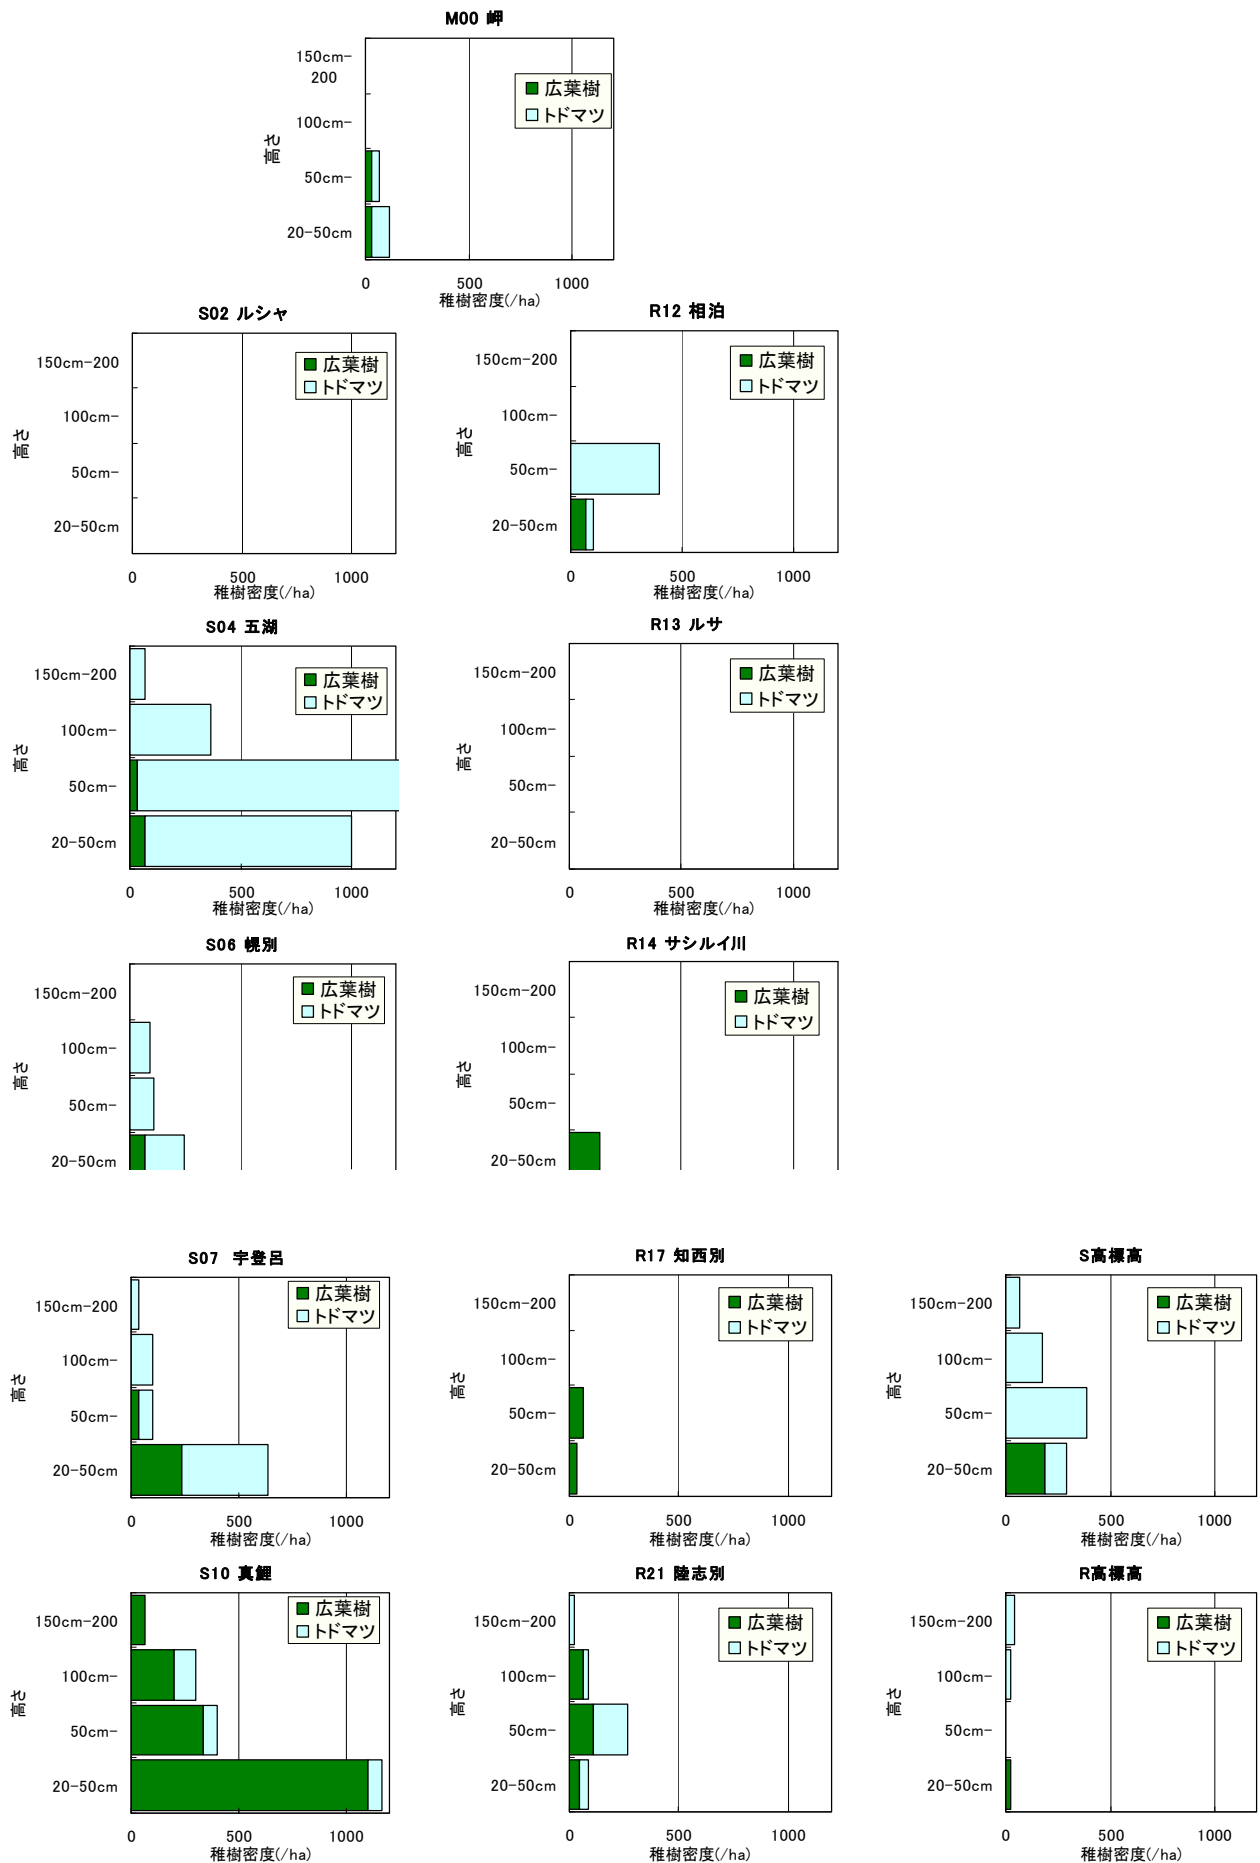 M00 岬
150cm-
200
広葉樹
トドマツ
100cm-
高さ
50cm-
20-50cm
0 500 1000
稚樹密度(/ha)
S02 ルシャ
150cm-200
広葉樹
トドマツ
100cm-
高さ
50cm-
20-50cm
0 500 1000
稚樹密度(/ha)
R12 相泊
150cm-200
広葉樹
トドマツ
100cm-
高さ
50cm-
20-50cm
0 500 1000
稚樹密度(/ha)
S04 五湖
150cm-200
広葉樹
トドマツ
100cm-
高さ
50cm-
20-50cm
0 500 1000
稚樹密度(/ha)
R13 ルサ
150cm-200
広葉樹
トドマツ
100cm-
高さ
50cm-
20-50cm
0 500 1000
稚樹密度(/ha)
S06 幌別
150cm-200
広葉樹
トドマツ
100cm-
高さ
50cm-
20-50cm
R14 サシルイ川
150cm-200
広葉樹
トドマツ
100cm-
高さ
50cm-
20-50cm
S07 宇登呂
150cm-200
広葉樹
トドマツ
100cm-
高さ
50cm-
20-50cm
0 500 1000
稚樹密度(/ha)
R17 知西別
150cm-200
広葉樹
トドマツ
100cm-
高さ
50cm-
20-50cm
0 500 1000
稚樹密度(/ha)
S高標高
150cm-200
広葉樹
トドマツ
100cm-
高さ
50cm-
20-50cm
0 500 1000
稚樹密度(/ha)
S10 真鯉
150cm-200
広葉樹
トドマツ
100cm-
高さ
50cm-
20-50cm
0 500 1000
稚樹密度(/ha)
R21 陸志別
150cm-200
広葉樹
トドマツ
100cm-
高さ
50cm-
20-50cm
0 500 1000
稚樹密度(/ha)
R高標高
150cm-200
広葉樹
トドマツ
100cm-
高さ
50cm-
20-50cm
0 500 1000
稚樹密度(/ha)